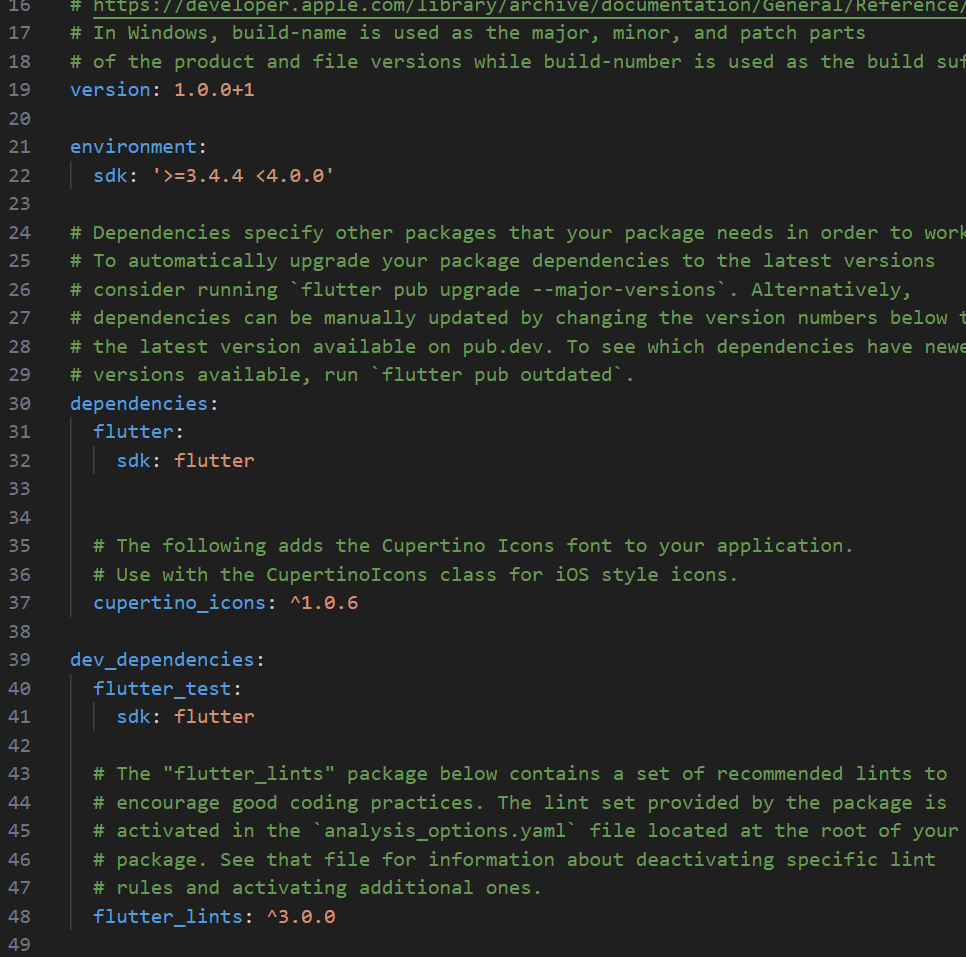 16 # https://developer.apple.com/library/archive/documentation/General/Reference/
17 # In Windows, build-name is used as the major, minor, and patch parts
18 # of the product and file versions while build-number is used as the build suf
19 version: 1.0.0+1
20
21 environment:
22   sdk: '>=3.4.4 <4.0.0'
23
24 # Dependencies specify other packages that your package needs in order to work
25 # To automatically upgrade your package dependencies to the latest versions
26 # consider running `flutter pub upgrade --major-versions`. Alternatively,
27 # dependencies can be manually updated by changing the version numbers below t
28 # the latest version available on pub.dev. To see which dependencies have newe
29 # versions available, run `flutter pub outdated`.
30 dependencies:
31   flutter:
32     sdk: flutter
33
34
35   # The following adds the Cupertino Icons font to your application.
36   # Use with the CupertinoIcons class for iOS style icons.
37   cupertino_icons: ^1.0.6
38
39 dev_dependencies:
40   flutter_test:
41     sdk: flutter
42
43   # The "flutter_lints" package below contains a set of recommended lints to
44   # encourage good coding practices. The lint set provided by the package is
45   # activated in the `analysis_options.yaml` file located at the root of your
46   # package. See that file for information about deactivating specific lint
47   # rules and activating additional ones.
48   flutter_lints: ^3.0.0
49